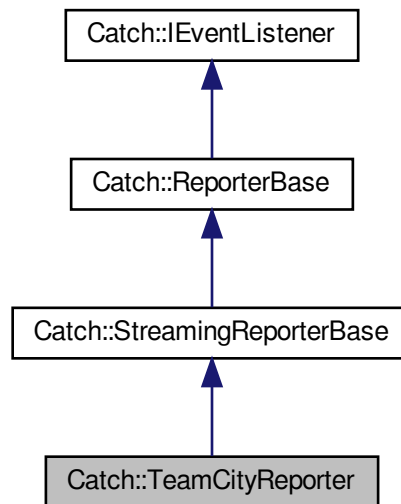 Catch::IEventListener
Catch::ReporterBase
Catch::StreamingReporterBase
Catch::TeamCityReporter